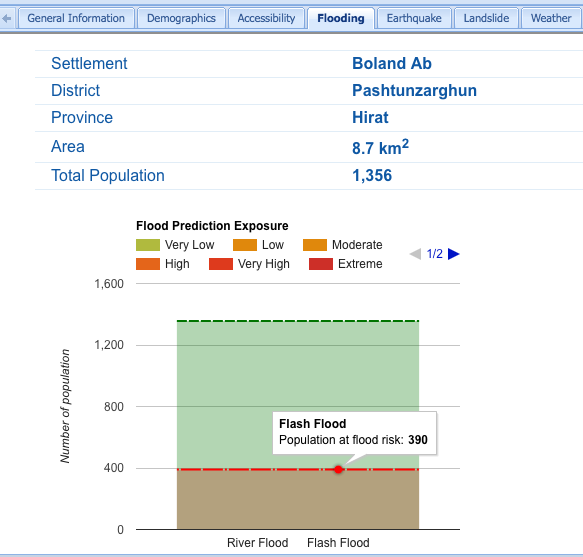 General Information Demographics Accessibility Flooding Earthquake Landslide Weather
Settlement Boland Ab
District Pashtunzarghun
Province Hirat
Area 8.7 km²
Total Population 1,356
Flood Prediction Exposure
Very Low Low Moderate
High Very High Extreme
1/2
1,600
1,200
800
400
0
Number of population
Flash Flood
Population at flood risk: 390
River Flood Flash Flood